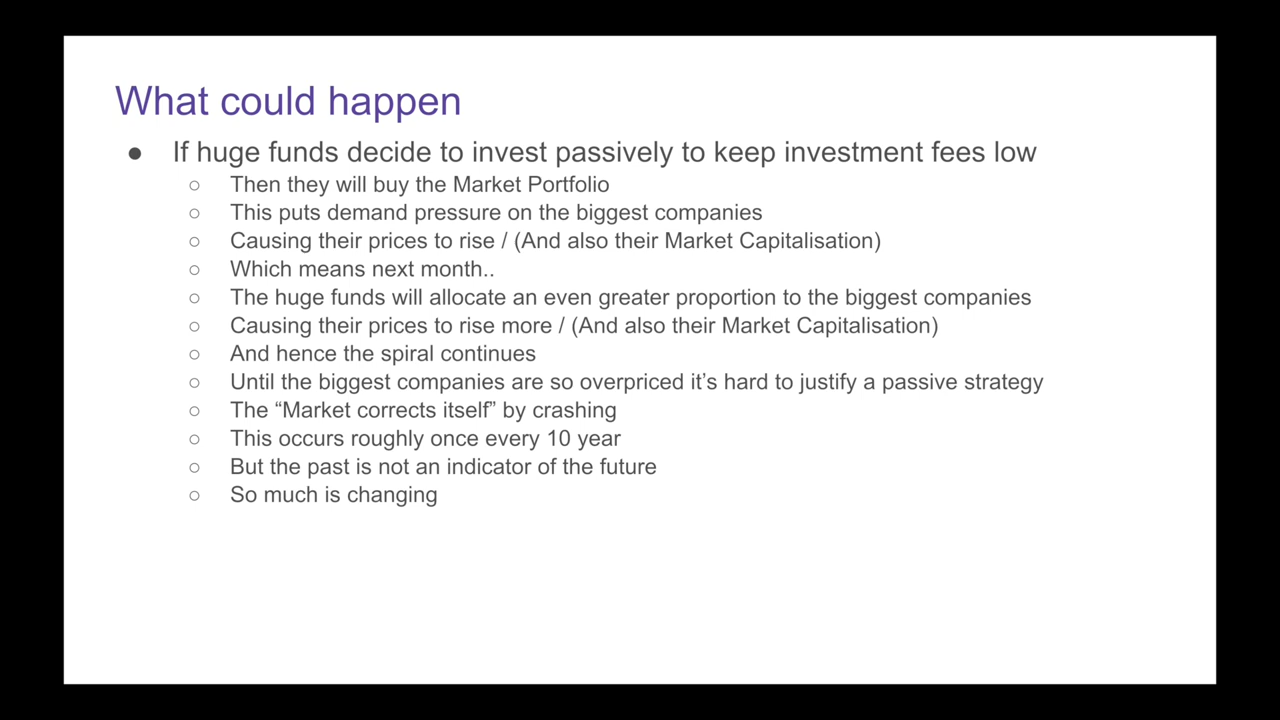 What could happen
● If huge funds decide to invest passively to keep investment fees low
○ Then they will buy the Market Portfolio
○ This puts demand pressure on the biggest companies
○ Causing their prices to rise / (And also their Market Capitalisation)
○ Which means next month..
○ The huge funds will allocate an even greater proportion to the biggest companies
○ Causing their prices to rise more / (And also their Market Capitalisation)
○ And hence the spiral continues
○ Until the biggest companies are so overpriced it’s hard to justify a passive strategy
○ The “Market corrects itself” by crashing
○ This occurs roughly once every 10 year
○ But the past is not an indicator of the future
○ So much is changing